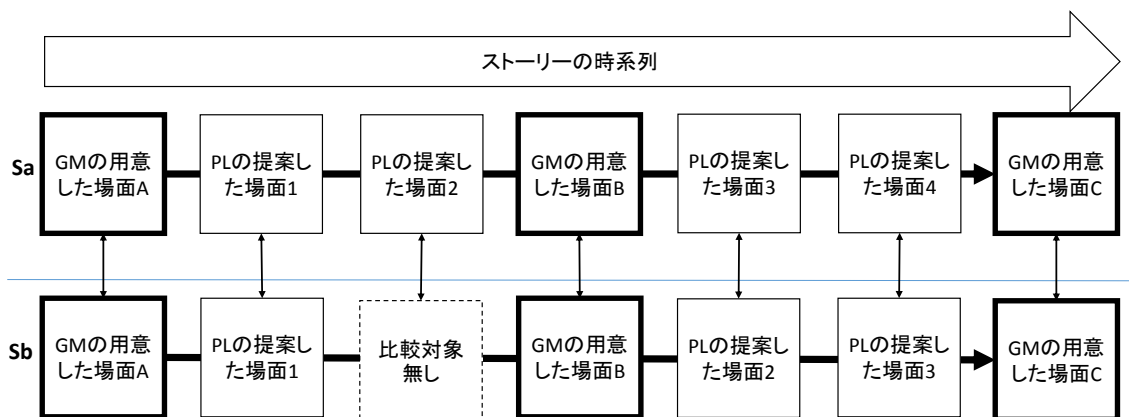 ストーリーの時系列
Sa
GMの用意
した場面A
PLの提案し
た場面1
PLの提案し
た場面2
GMの用意
した場面B
PLの提案し
た場面3
PLの提案し
た場面4
GMの用意
した場面C
Sb
GMの用意
した場面A
PLの提案し
た場面1
比較対象
無し
GMの用意
した場面B
PLの提案し
た場面2
PLの提案し
た場面3
GMの用意
した場面C